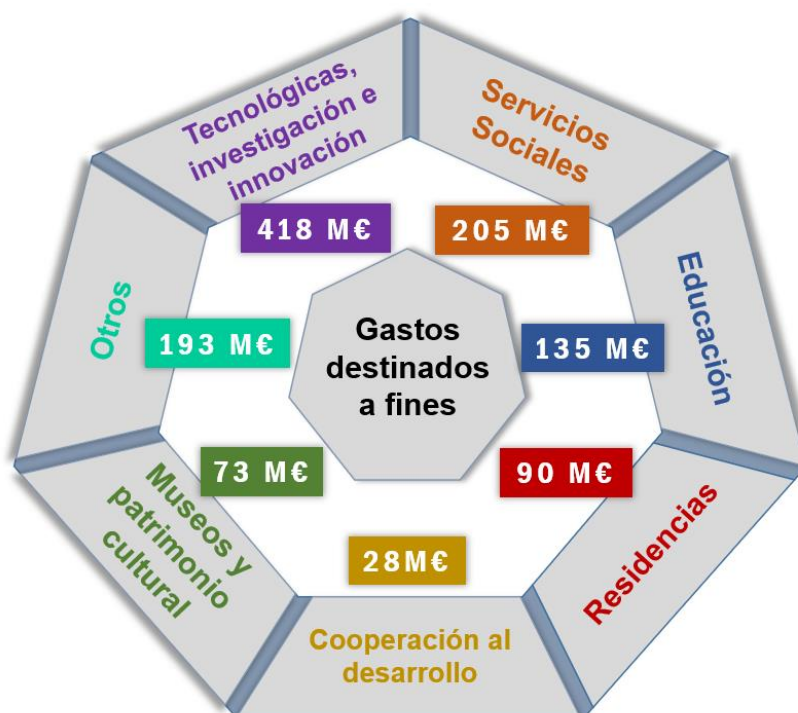 Tecnológicas,
investigación e
innovación
Servicios
Sociales
418 M€
205 M€
Educación
Otros
Gastos
destinados
a fines
193 M€
135 M€
73 M€
90 M€
Museos y
patrimonio
cultural
Residencias
28M€
Cooperación al
desarrollo